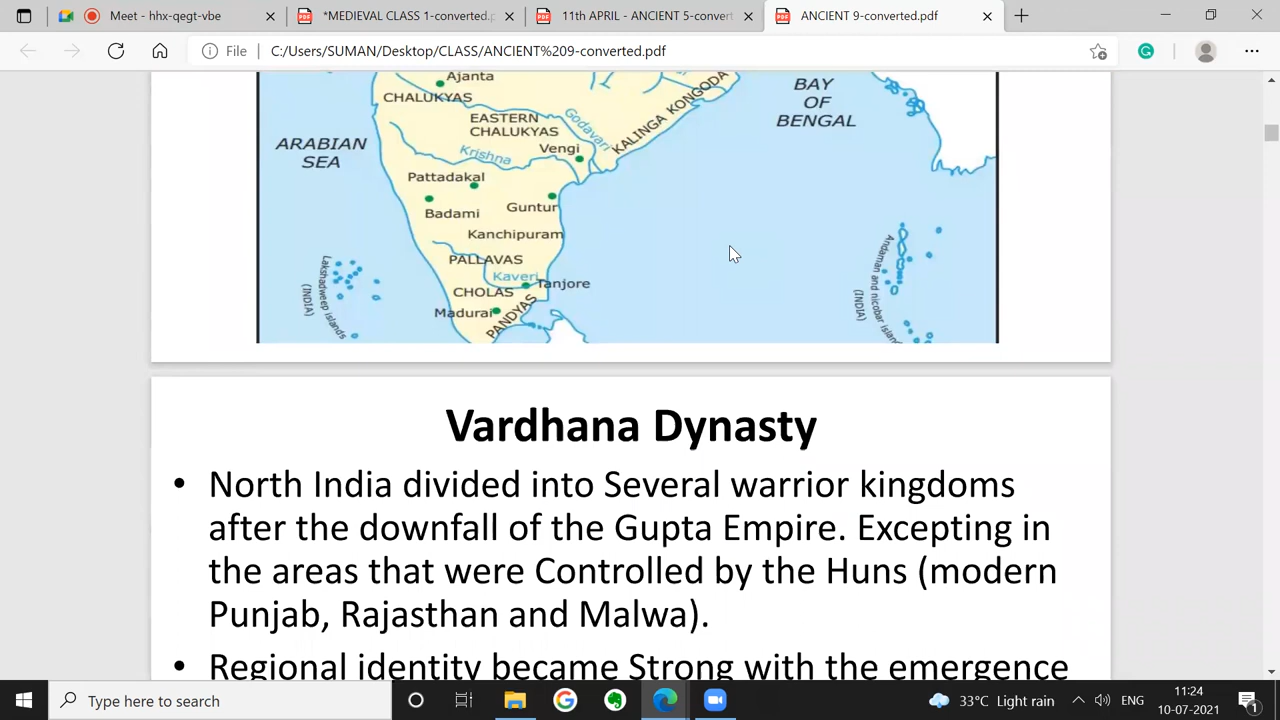 Meet - hhx-qegt-vbe
*MEDIEVAL CLASS 1-converted.p
11th APRIL - ANCIENT 5-convert
ANCIENT 9-converted.pdf
File
C:/Users/SUMAN/Desktop/CLASS/ANCIENT%209-converted.pdf
Ajanta
CHALUKYAS
EASTERN
CHALUKYAS
Godavari
KALINGA KONGODA
BAY
OF
BENGAL
ARABIAN
SEA
Krishna
Vengi
Pattadakal
Badami
Guntur
Kanchipuram
PALLAVAS
Kaveri
Tanjore
CHOLAS
Madurai
PANDYAS
Lakshadweep islands
(INDIA)
Andaman and nicobar islan
(INDIA)
Vardhana Dynasty
• North India divided into Several warrior kingdoms
after the downfall of the Gupta Empire. Excepting in
the areas that were Controlled by the Huns (modern
Punjab, Rajasthan and Malwa).
• Regional identity became Strong with the emergence
Type here to search
33°C Light rain
ENG
11:24
10-07-2021
1